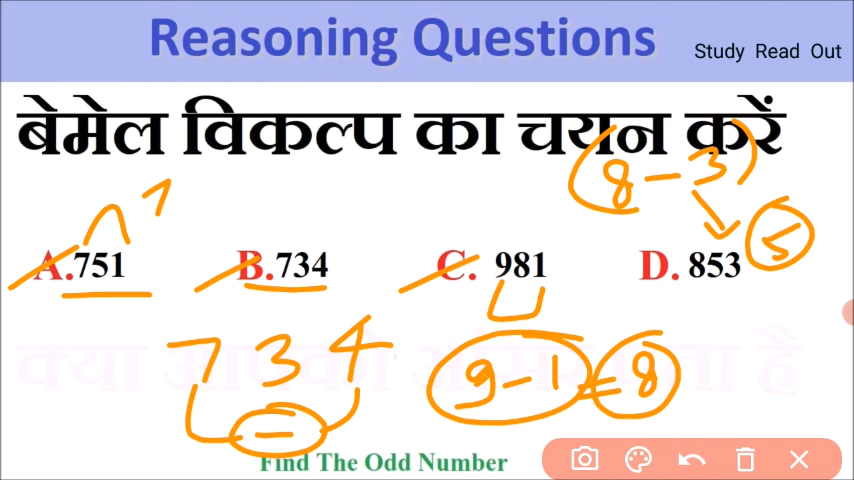 Reasoning Questions
Study Read Out
बेमेल विकल्प का चयन करें
(8-3)
1
5
A.751 B.734 C. 981 D. 853
7 3 4
9-1=8
Find The Odd Number